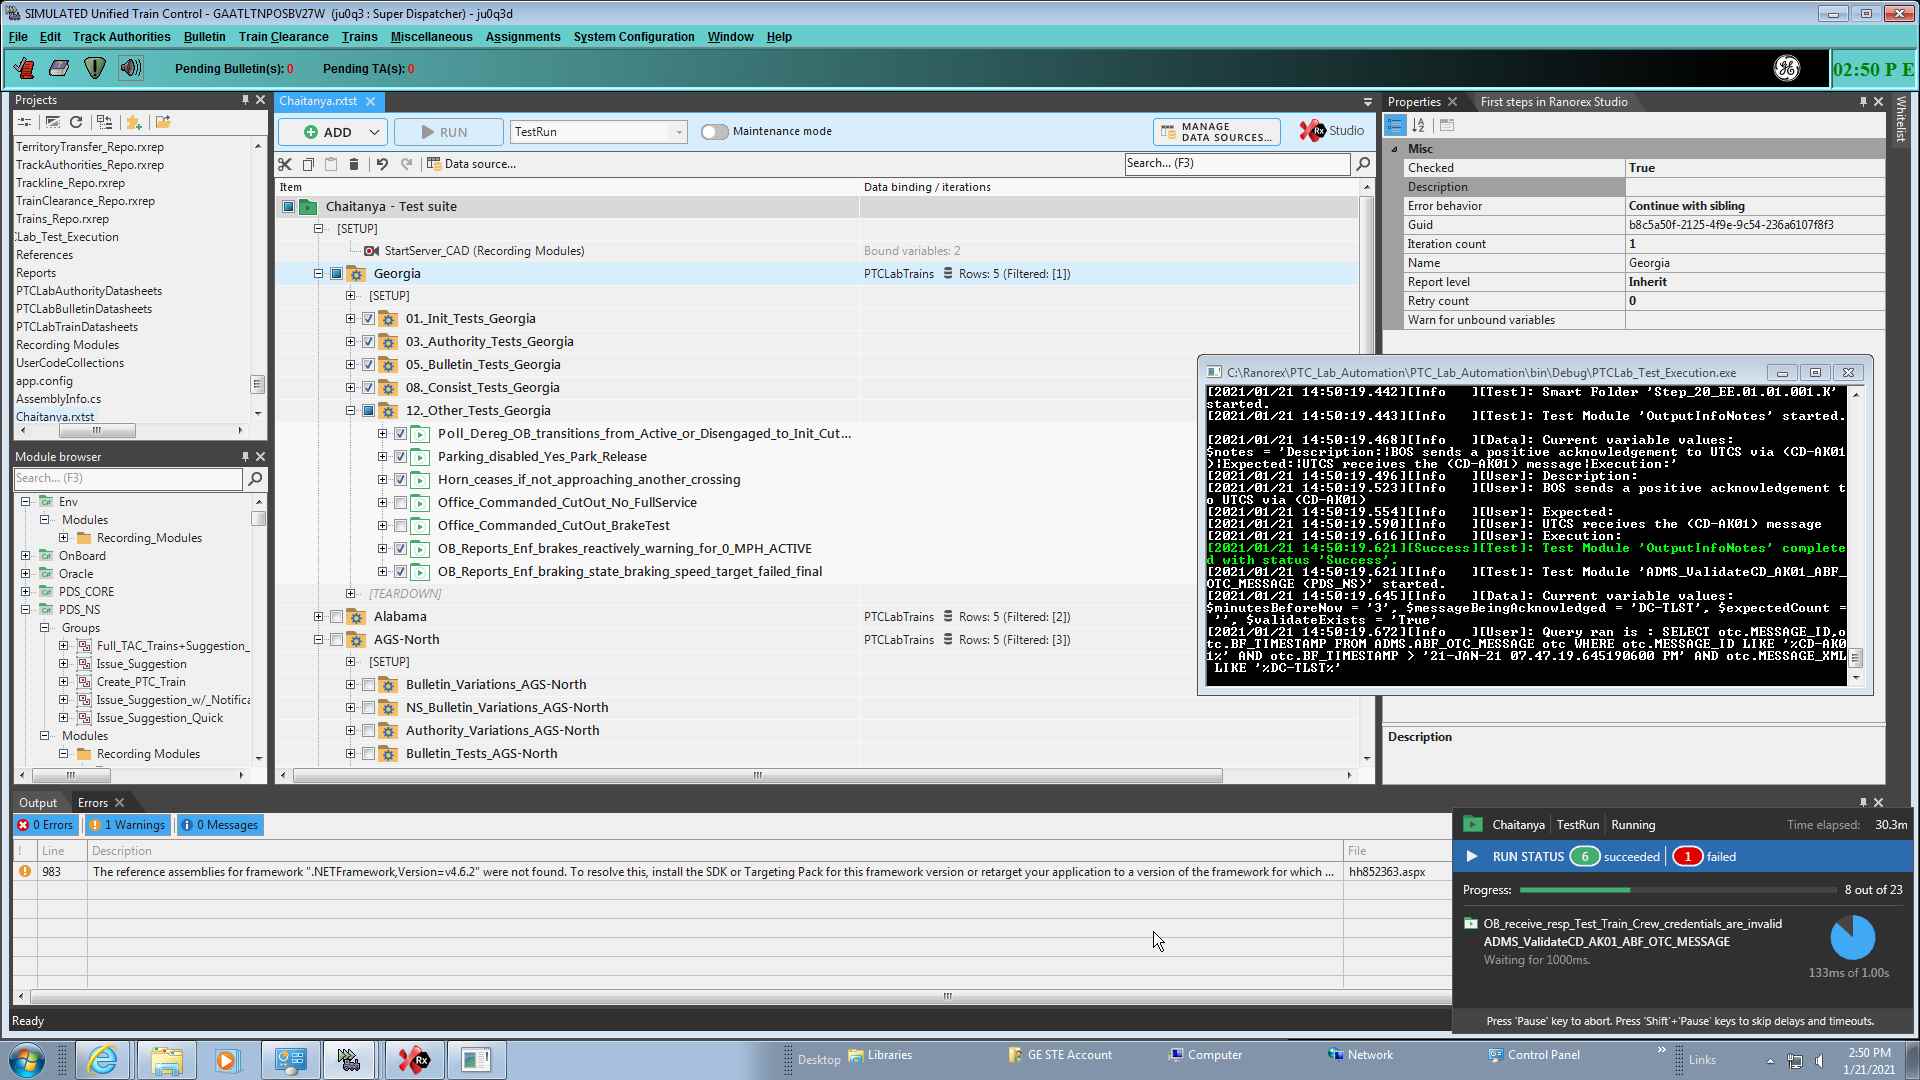 SIMULATED Unified Train Control - GAATLTNPOSBV27W (ju0q3 : Super Dispatcher) - ju0q3d
File Edit Track Authorities Bulletin Train Clearance Trains Miscellaneous Assignments System Configuration Window Help
Pending Bulletin(s): 0 Pending TA(s): 0
02:50 P E
Projects
TerritoryTransfer_Repo.rxrep
TrackAuthorities_Repo.rxrep
Trackline_Repo.rxrep
TrainClearance_Repo.rxrep
Trains_Repo.rxrep
Lab_Test_Execution
References
Reports
PTCLabAuthorityDatasheets
PTCLabBulletinDatasheets
PTCLabTrainDatasheets
Recording Modules
UserCodeCollections
app.config
AssemblyInfo.cs
Chaitanya.rxtst
Module browser
Search... (F3)
Env
Modules
Recording_Modules
OnBoard
Oracle
PDS_CORE
PDS_NS
Groups
Full_TAC_Trains+Suggestion_
Issue_Suggestion
Create_PTC_Train
Issue_Suggestion_w/_Notifica
Issue_Suggestion_Quick
Modules
Recording Modules
Chaitanya.rxtst
ADD RUN TestRun Maintenance mode MANAGE DATA SOURCES... Rx Studio
Data source... Search... (F3)
Item Data binding / iterations
Chaitanya - Test suite
[SETUP]
StartServer_CAD (Recording Modules) Bound variables: 2
Georgia PTCLabTrains Rows: 5 (Filtered: [1])
[SETUP]
01._Init_Tests_Georgia
03._Authority_Tests_Georgia
05._Bulletin_Tests_Georgia
08._Consist_Tests_Georgia
12._Other_Tests_Georgia
Poll_Dereg_OB_transitions_from_Active_or_Disengaged_to_Init_Cut...
Parking_disabled_Yes_Park_Release
Horn_ceases_if_not_approaching_another_crossing
Office_Commanded_CutOut_No_FullService
Office_Commanded_CutOut_BrakeTest
OB_Reports_Enf_brakes_reactively_warning_for_0_MPH_ACTIVE
OB_Reports_Enf_braking_state_braking_speed_target_failed_final
[TEARDOWN]
Alabama PTCLabTrains Rows: 5 (Filtered: [2])
AGS-North PTCLabTrains Rows: 5 (Filtered: [3])
[SETUP]
Bulletin_Variations_AGS-North
NS_Bulletin_Variations_AGS-North
Authority_Variations_AGS-North
Bulletin_Tests_AGS-North
Properties First steps in Ranorex Studio
Whitelist
Misc
Checked True
Description
Error behavior Continue with sibling
Guid b8c5a50f-2125-4f9e-9c54-236a6107f8f3
Iteration count 1
Name Georgia
Report level Inherit
Retry count 0
Warn for unbound variables
Description
C:\Ranorex\PTC_Lab_Automation\PTC_Lab_Automation\bin\Debug\PTCLab_Test_Execution.exe
[2021/01/21 14:50:19.442][Info ][Test]: Smart Folder 'Step_20_EE.01.01.001.K'
started.
[2021/01/21 14:50:19.443][Info ][Test]: Test Module 'OutputInfoNotes' started.
[2021/01/21 14:50:19.468][Info ][Data]: Current variable values:
$notes = 'Description:|BOS sends a positive acknowledgement to UTCS via (CD-AK01
)|Expected:|UTCS receives the (CD-AK01) message|Execution:'
[2021/01/21 14:50:19.496][Info ][User]: Description:
[2021/01/21 14:50:19.523][Info ][User]: BOS sends a positive acknowledgement t
o UTCS via (CD-AK01)
[2021/01/21 14:50:19.554][Info ][User]: Expected:
[2021/01/21 14:50:19.590][Info ][User]: UTCS receives the (CD-AK01) message
[2021/01/21 14:50:19.616][Info ][User]: Execution:
[2021/01/21 14:50:19.621][Success][Test]: Test Module 'OutputInfoNotes' complete
d with status 'Success'.
[2021/01/21 14:50:19.621][Info ][Test]: Test Module 'ADMS_ValidateCD_AK01_ABF_
OTC_MESSAGE (PDS_NS)' started.
[2021/01/21 14:50:19.645][Info ][Data]: Current variable values:
$minutesBeforeNow = '3', $messageBeingAcknowledged = 'DC-TLST', $expectedCount =
'', $validateExists = 'True'
[2021/01/21 14:50:19.672][Info ][User]: Query ran is : SELECT otc.MESSAGE_ID,o
tc.BF_TIMESTAMP FROM ADMS.ABF_OTC_MESSAGE otc WHERE otc.MESSAGE_ID LIKE '%CD-AK0
1%' AND otc.BF_TIMESTAMP > '21-JAN-21 07.47.19.645190600 PM' AND otc.MESSAGE_XML
LIKE '%DC-TLST%'
Output Errors
0 Errors 1 Warnings 0 Messages
! Line Description File
983 The reference assemblies for framework ".NETFramework,Version=v4.6.2" were not found. To resolve this, install the SDK or Targeting Pack for this framework version or retarget your application to a version of the framework for which ... hh852363.aspx
Chaitanya TestRun Running Time elapsed: 30.3m
RUN STATUS 6 succeeded 1 failed
Progress: 8 out of 23
OB_receive_resp_Test_Train_Crew_credentials_are_invalid
ADMS_ValidateCD_AK01_ABF_OTC_MESSAGE
Waiting for 1000ms.
133ms of 1.00s
Press 'Pause' key to abort. Press 'Shift'+'Pause' keys to skip delays and timeouts.
Ready
Desktop Libraries GE STE Account Computer Network Control Panel » Links
2:50 PM
1/21/2021